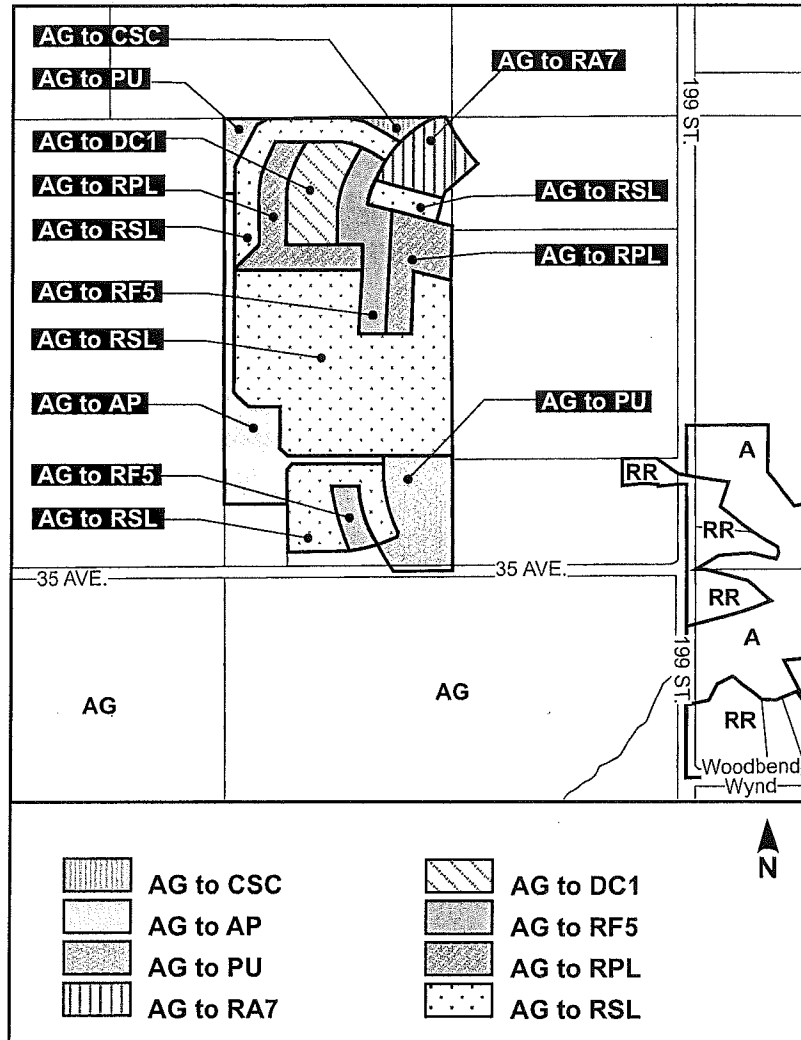 AG to CSC
AG to PU
AG to RA7
199 ST.
AG to DC1
AG to RPL
AG to RSL
AG to RSL
AG to RPL
AG to RF5
AG to RSL
AG to AP
AG to PU
A
RR
AG to RF5
RR
AG to RSL
35 AVE.
35 AVE.
RR
A
199 ST.
AG
AG
RR
Woodbend
Wynd
N
AG to CSC
AG to DC1
AG to AP
AG to RF5
AG to PU
AG to RPL
AG to RA7
AG to RSL